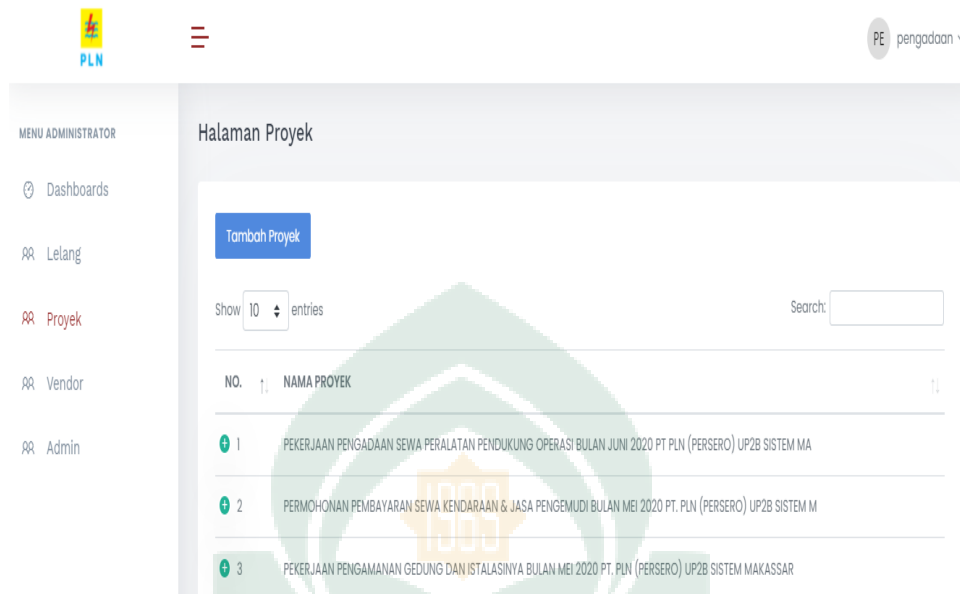 PLN
PE pengadaan
MENU ADMINISTRATOR
Dashboards
Lelang
Proyek
Vendor
Admin
Halaman Proyek
Tambah Proyek
Show 10 entries
Search:
NO. NAMA PROYEK
1 PEKERJAAN PENGADAAN SEWA PERALATAN PENDUKUNG OPERASI BULAN JUNI 2020 PT PLN (PERSERO) UP2B SISTEM MA
2 PERMOHONAN PEMBAYARAN SEWA KENDARAAN & JASA PENGEMUDI BULAN MEI 2020 PT. PLN (PERSERO) UP2B SISTEM M
3 PEKERJAAN PENGAMANAN GEDUNG DAN ISTALASINYA BULAN MEI 2020 PT. PLN (PERSERO) UP2B SISTEM MAKASSAR
1965